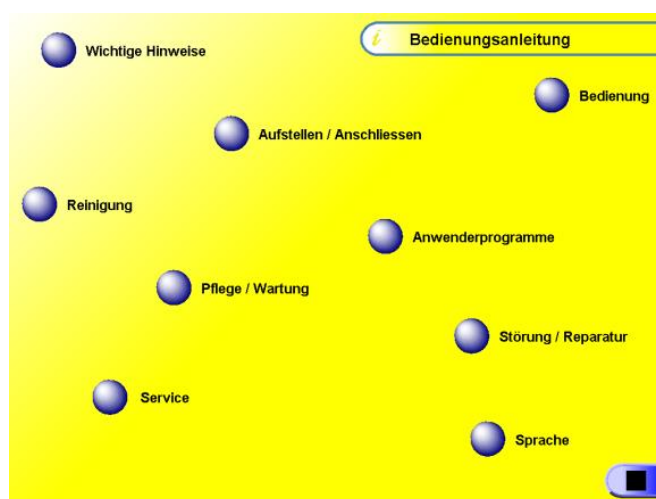 i Bedienungsanleitung
Wichtige Hinweise
Bedienung
Aufstellen / Anschliessen
Reinigung
Anwenderprogramme
Pflege / Wartung
Störung / Reparatur
Service
Sprache